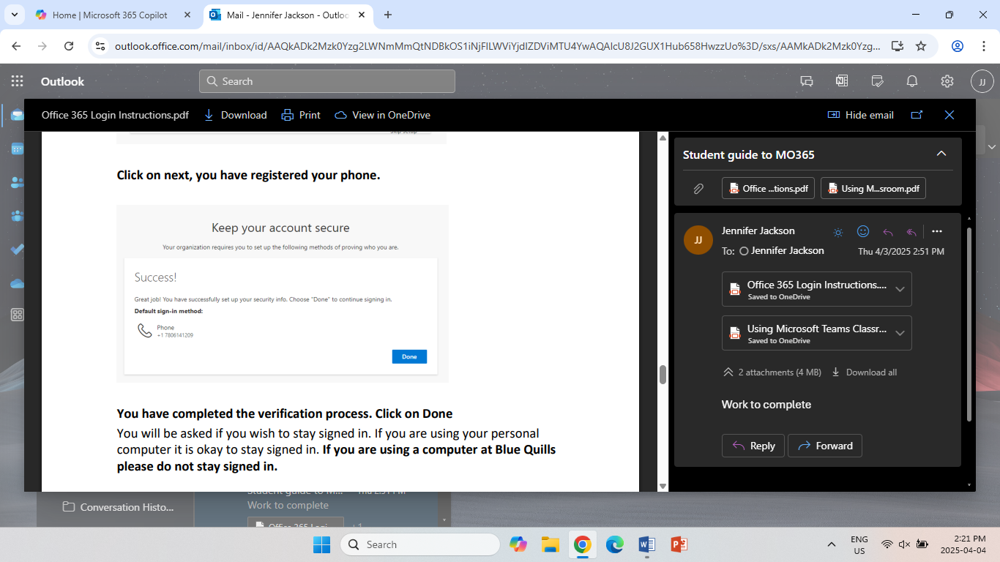 Home | Microsoft 365 Copilot
Mail - Jennifer Jackson - Outloo
outlook.office.com/mail/inbox/id/AAQkADk2Mzk0Yzg2LWNmMmQtNDBkOS1iNjFlLWViYjdlZDViMTU4YwAQAIcU8J2GUX1Hub658HwzzUo%3D/sxs/AAMkADk2Mzk0Yzg...
Outlook
Search
JJ
Office 365 Login Instructions.pdf
Download
Print
View in OneDrive
Hide email
Skip setup
Click on next, you have registered your phone.
Keep your account secure
Your organization requires you to set up the following methods of proving who you are.
Success!
Great job! You have successfully set up your security info. Choose "Done" to continue signing in.
Default sign-in method:
Phone
+1 7806141209
Done
You have completed the verification process. Click on Done
You will be asked if you wish to stay signed in. If you are using your personal
computer it is okay to stay signed in. If you are using a computer at Blue Quills
please do not stay signed in.
Student guide to MO365
Office ...tions.pdf
Using M...sroom.pdf
JJ
Jennifer Jackson
To: Jennifer Jackson
Thu 4/3/2025 2:51 PM
Office 365 Login Instructions....
Saved to OneDrive
Using Microsoft Teams Classr...
Saved to OneDrive
2 attachments (4 MB)
Download all
Work to complete
Reply
Forward
Conversation Histo...
Student guide to M...
Thu 2:51 PM
Work to complete
Office 365 Logi...
+1
Search
ENG
US
2:21 PM
2025-04-04